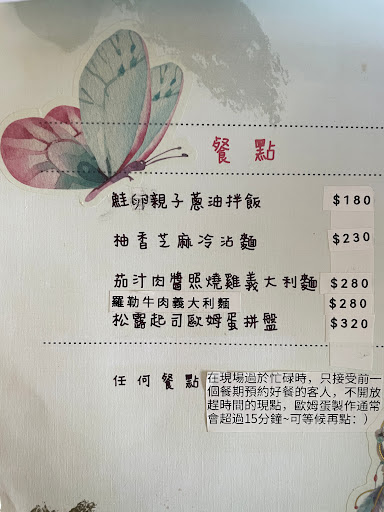 餐點
鮭卵親子蔥油拌飯 $180
柚香芝麻冷沾麵 $230
茄汁肉醬照燒雞義大利麵 $280
羅勒牛肉義大利麵 $280
松露起司歐姆蛋拼盤 $320
任何餐點
在現場過於忙碌時，只接受前一
個餐期預約好餐的客人，不開放
趕時間的現點，歐姆蛋製作通常
會超過15分鐘~可等候再點：）